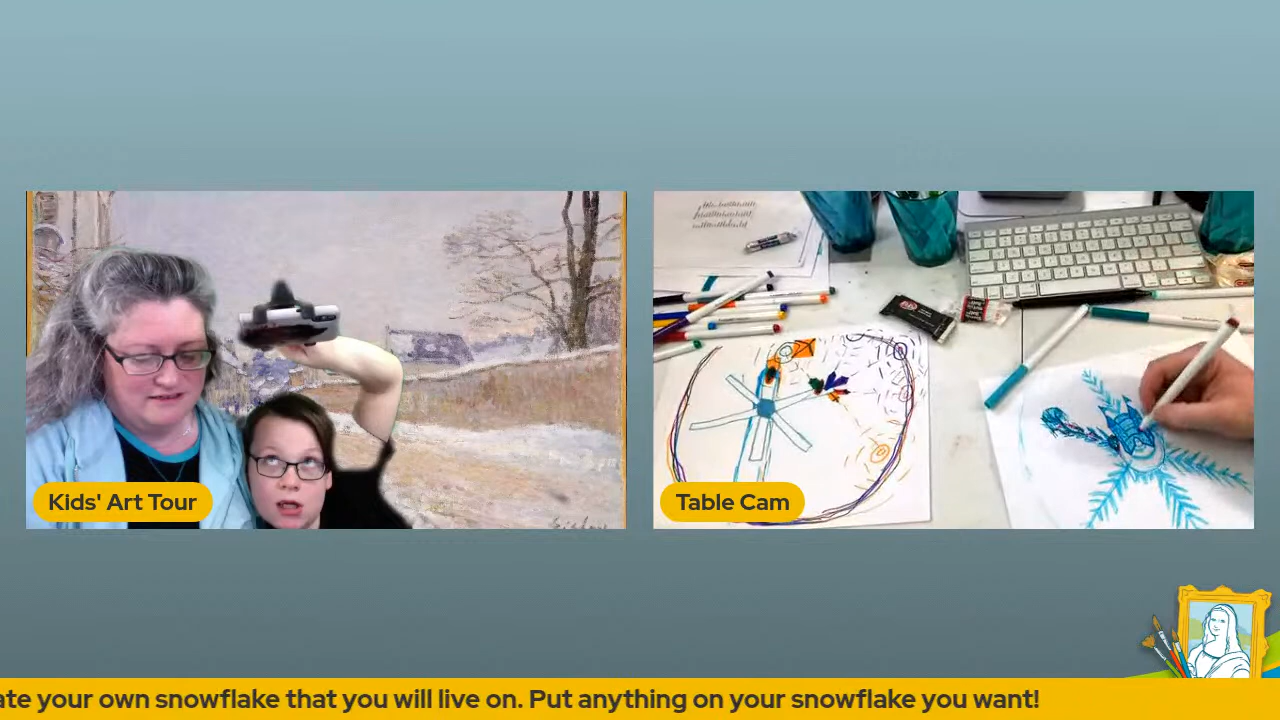 Kids' Art Tour
Table Cam
ate your own snowflake that you will live on. Put anything on your snowflake you want!